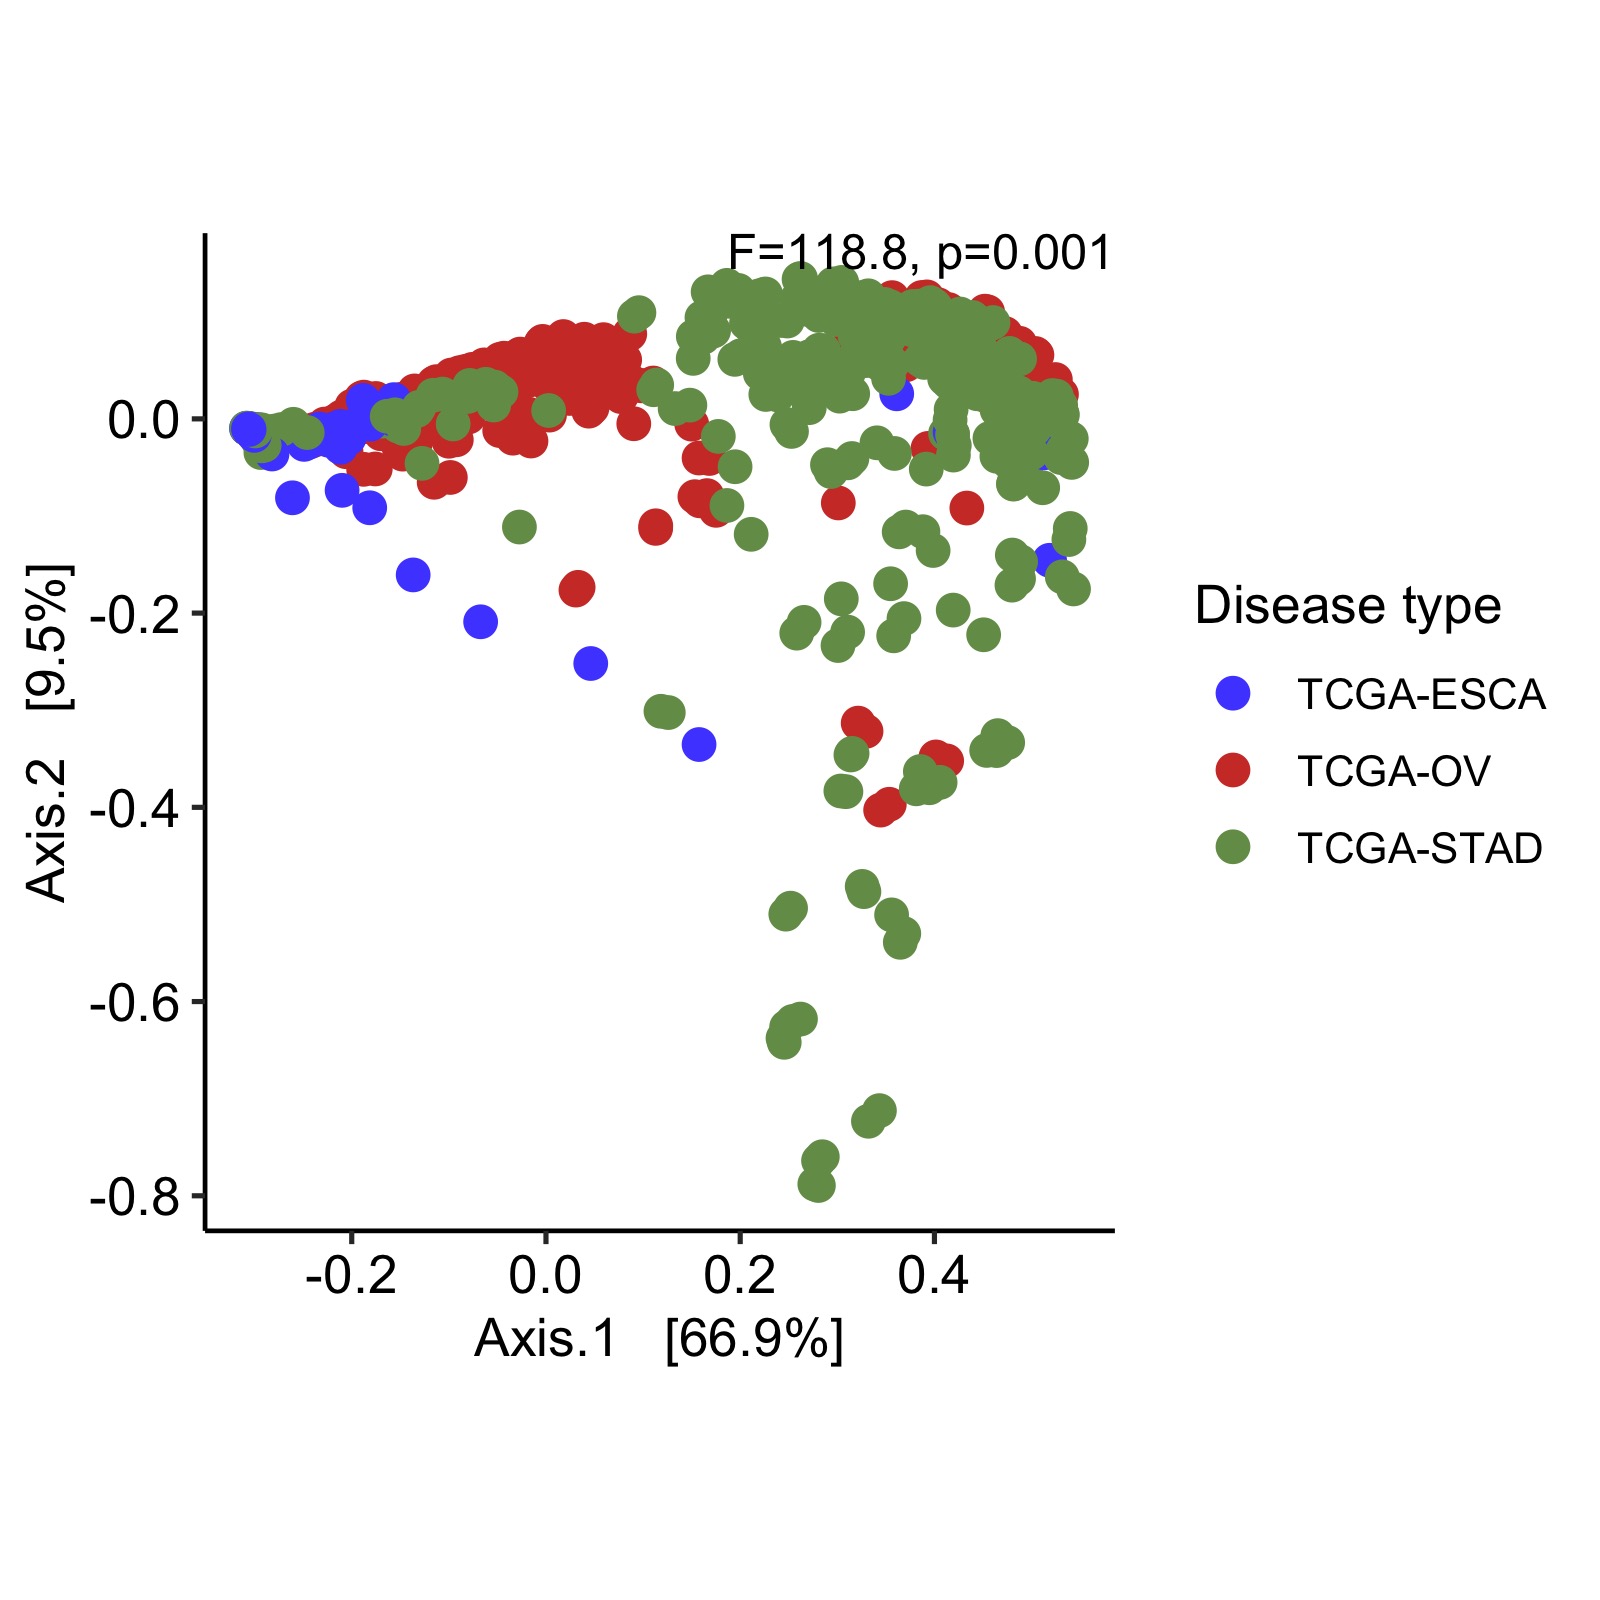 F=118.8, p=0.001
0.0
-0.2
-0.4
-0.6
-0.8
Axis.2 [9.5%]
-0.2 0.0 0.2 0.4
Axis.1 [66.9%]
Disease type
TCGA-ESCA
TCGA-OV
TCGA-STAD